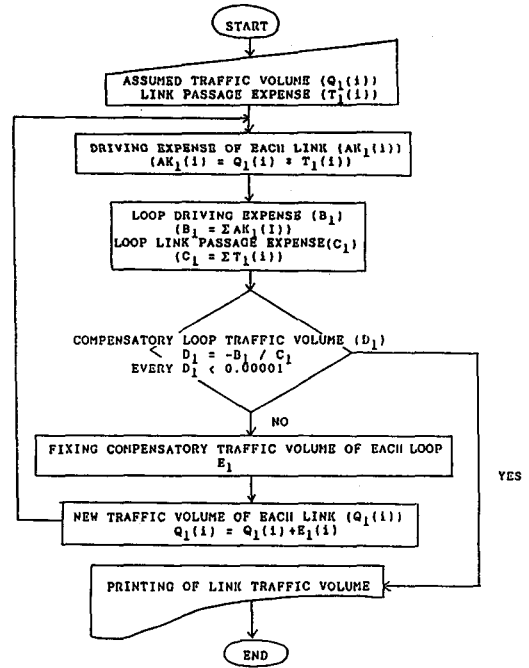 START
ASSUMED TRAFFIC VOLUME (Q₁(i))
LINK PASSAGE EXPENSE (T₁(i))
DRIVING EXPENSE OF EACH LINK (AK₁(i))
(AK₁(i) = Q₁(i) * T₁(i))
LOOP DRIVING EXPENSE (B₁)
(B₁ = ΣAK₁(I))
LOOP LINK PASSAGE EXPENSE(C₁)
(C₁ = ΣT₁(i))
COMPENSATORY LOOP TRAFFIC VOLUME (D₁)
D₁ = -B₁ / C₁
EVERY D₁ < 0.00001
NO
FIXING COMPENSATORY TRAFFIC VOLUME OF EACH LOOP
E₁
YES
NEW TRAFFIC VOLUME OF EACH LINK (Q₁(i))
Q₁(i) = Q₁(i)+E₁(i)
PRINTING OF LINK TRAFFIC VOLUME
END